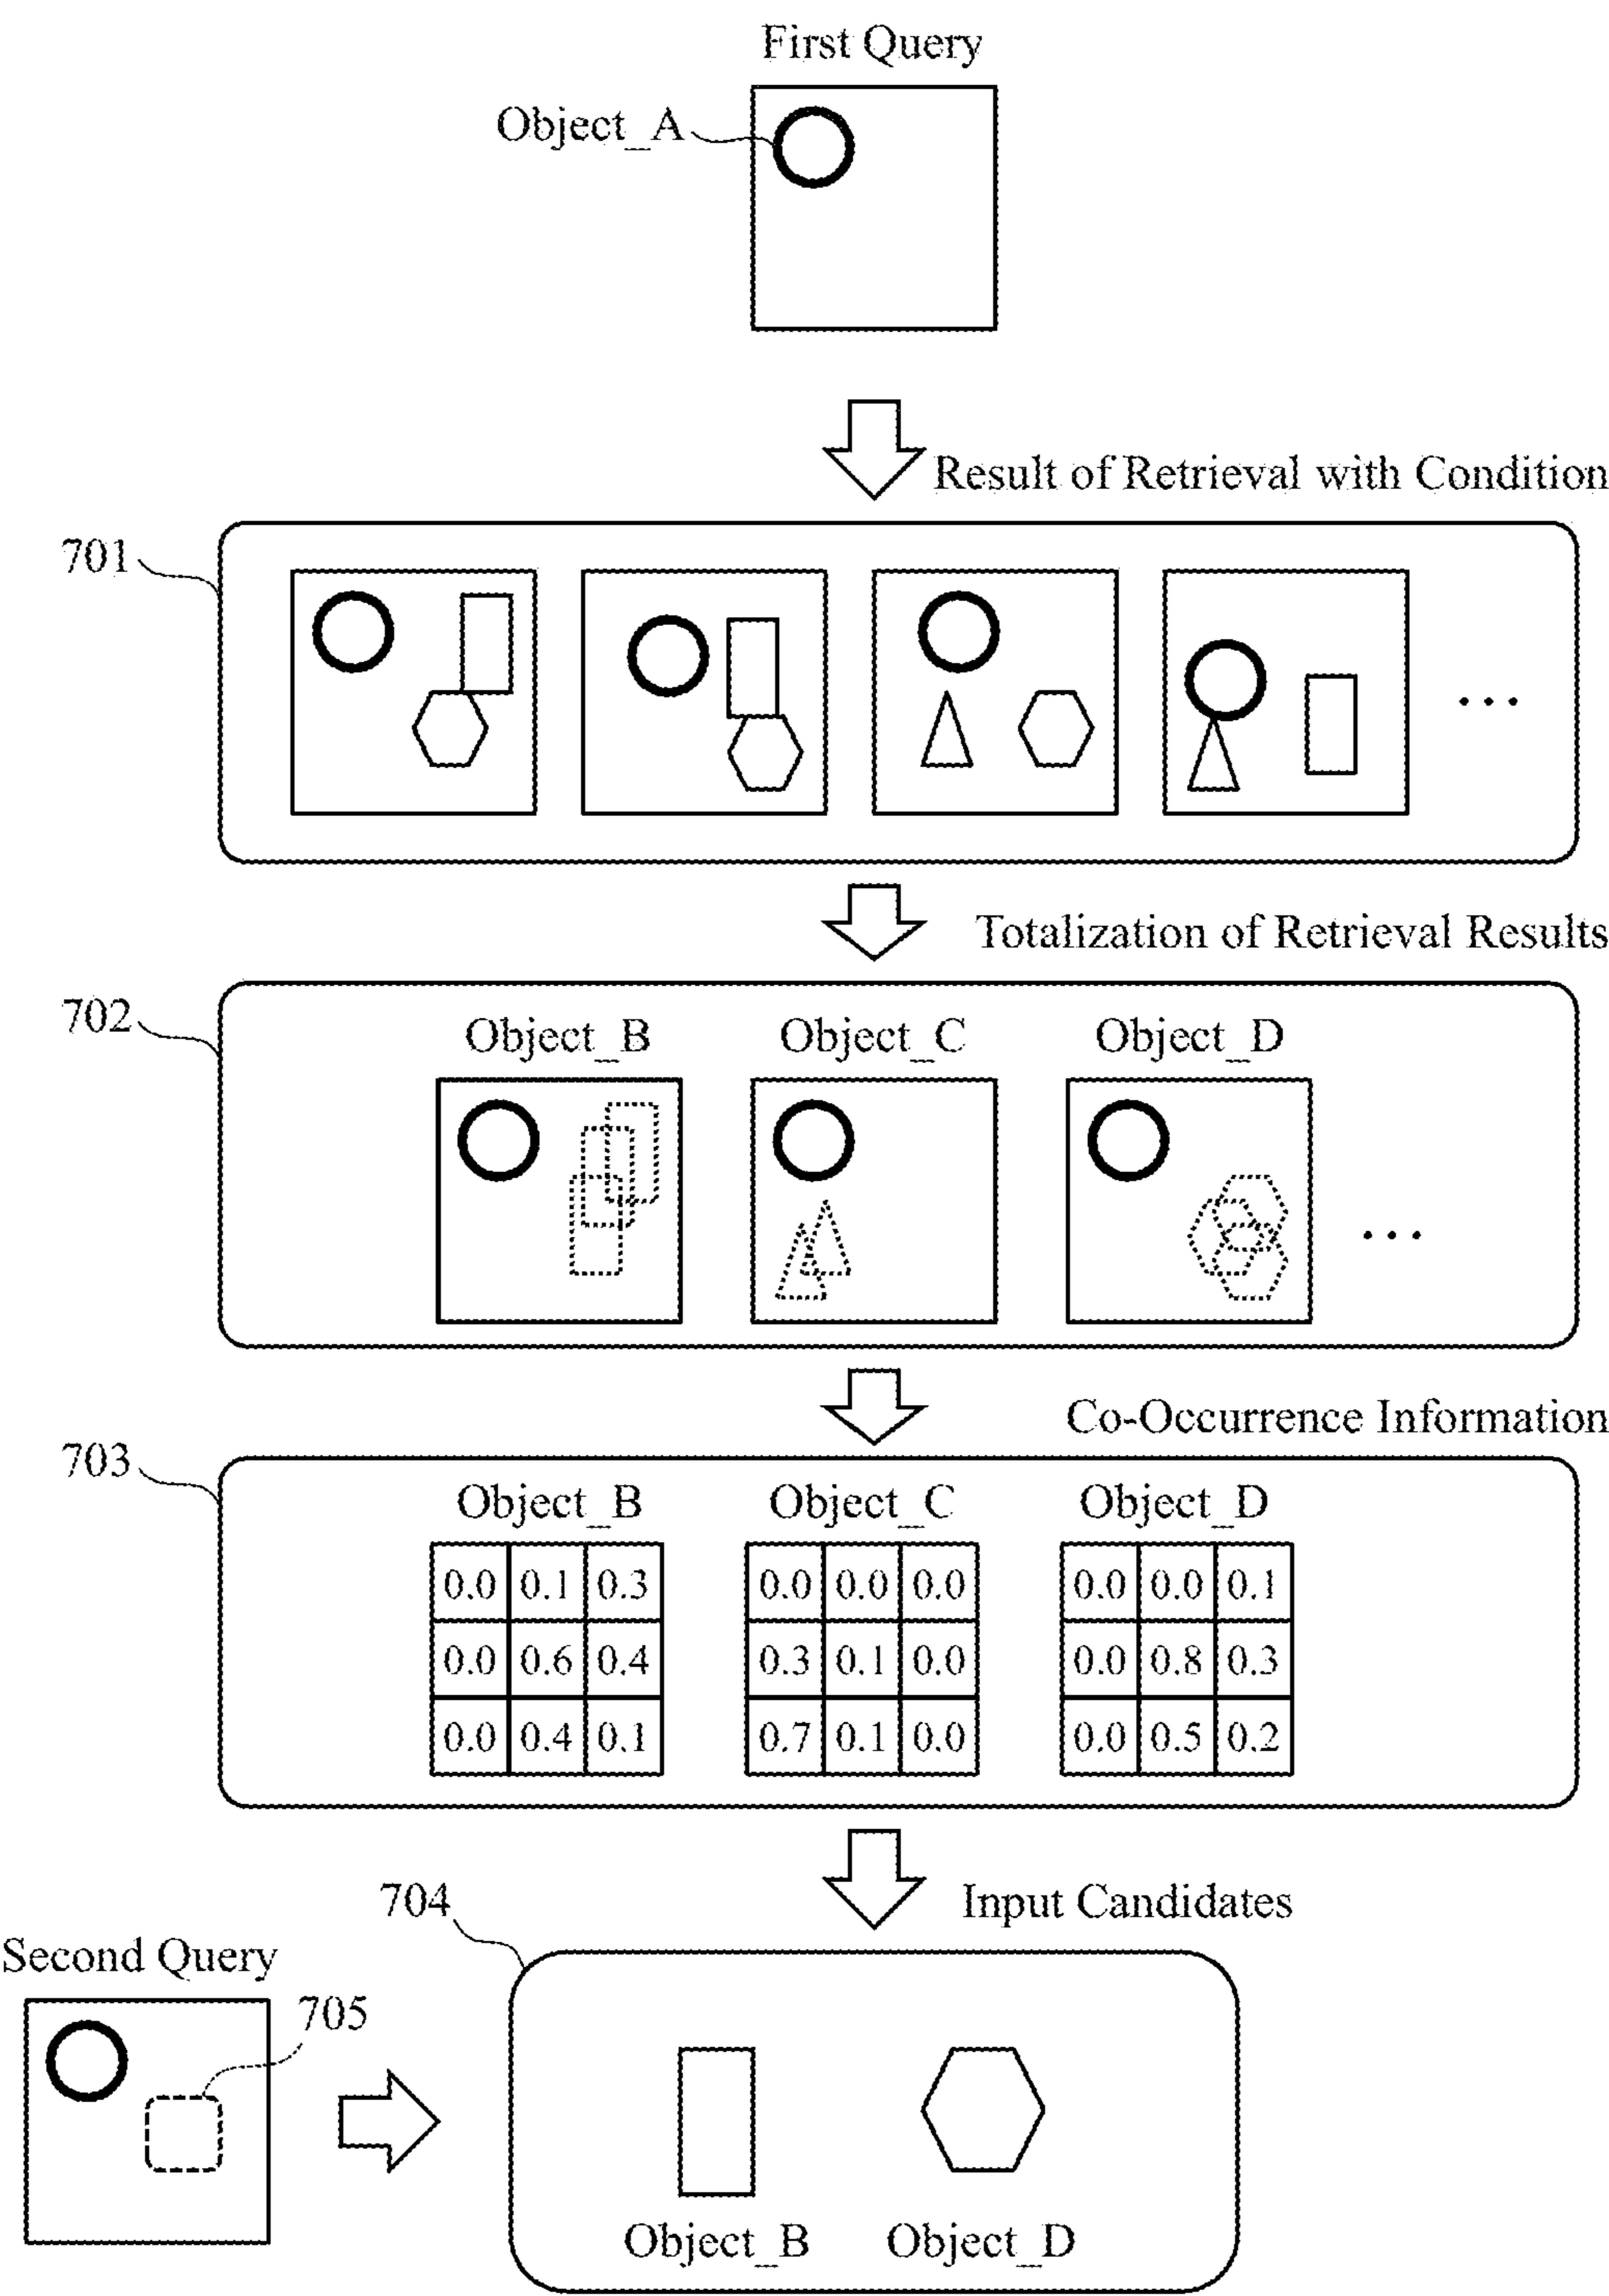 First Query
Object_A
Result of Retrieval with Condition
701
...
Totalization of Retrieval Results
702
Object_B Object_C Object_D
...
Co-Occurrence Information
703
Object_B Object_C Object_D
0.0 0.1 0.3 0.0 0.0 0.0 0.0 0.0 0.1
0.0 0.6 0.4 0.3 0.1 0.0 0.0 0.8 0.3
0.0 0.4 0.1 0.7 0.1 0.0 0.0 0.5 0.2
704
Input Candidates
Second Query
705
Object_B Object_D